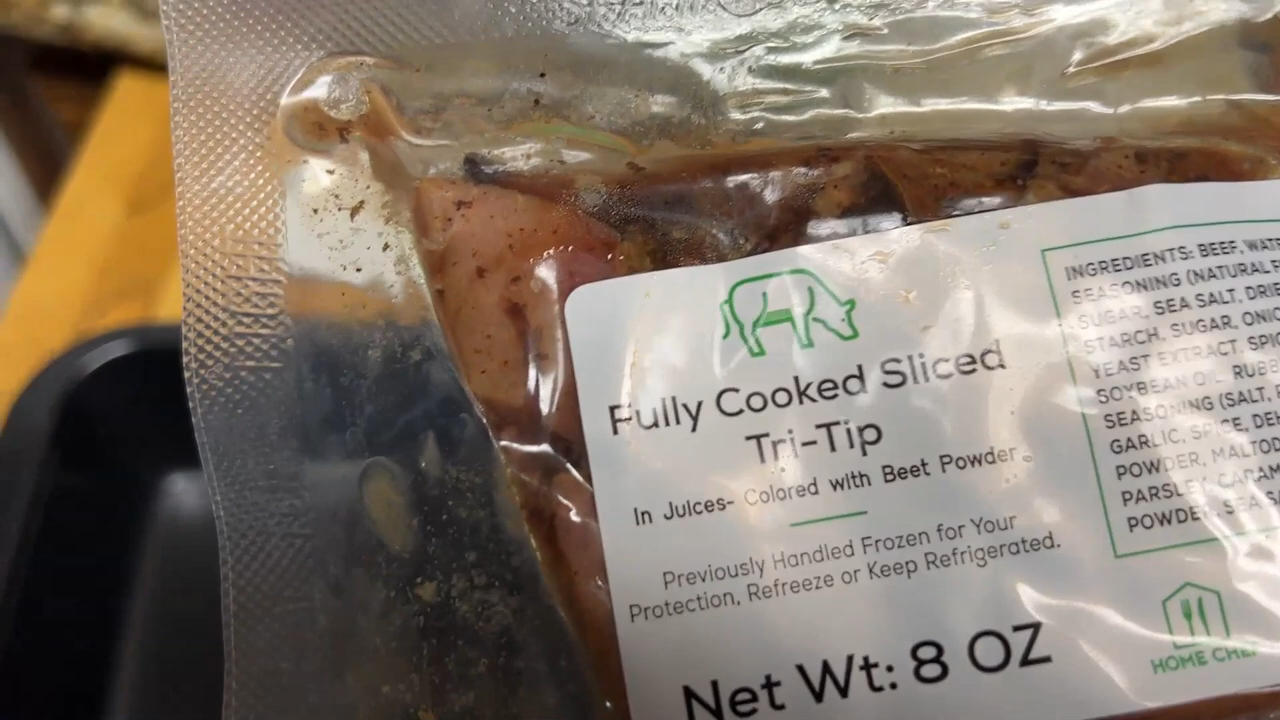 Fully Cooked Sliced
Tri-Tip
In Juices- Colored with Beet Powder
Previously Handled Frozen for Your
Protection, Refreeze or Keep Refrigerated.
Net Wt: 8 OZ
INGREDIENTS: BEEF,
SEASONING (NATURAL
SUGAR, SEA SALT,
STARCH, SUGAR,
YEAST EXTRACT,
SOYBEAN OIL
SEASONING (SALT,
GARLIC, SPICE,
POWDER,
PARSLEY,
POWDER, SEA
HOME